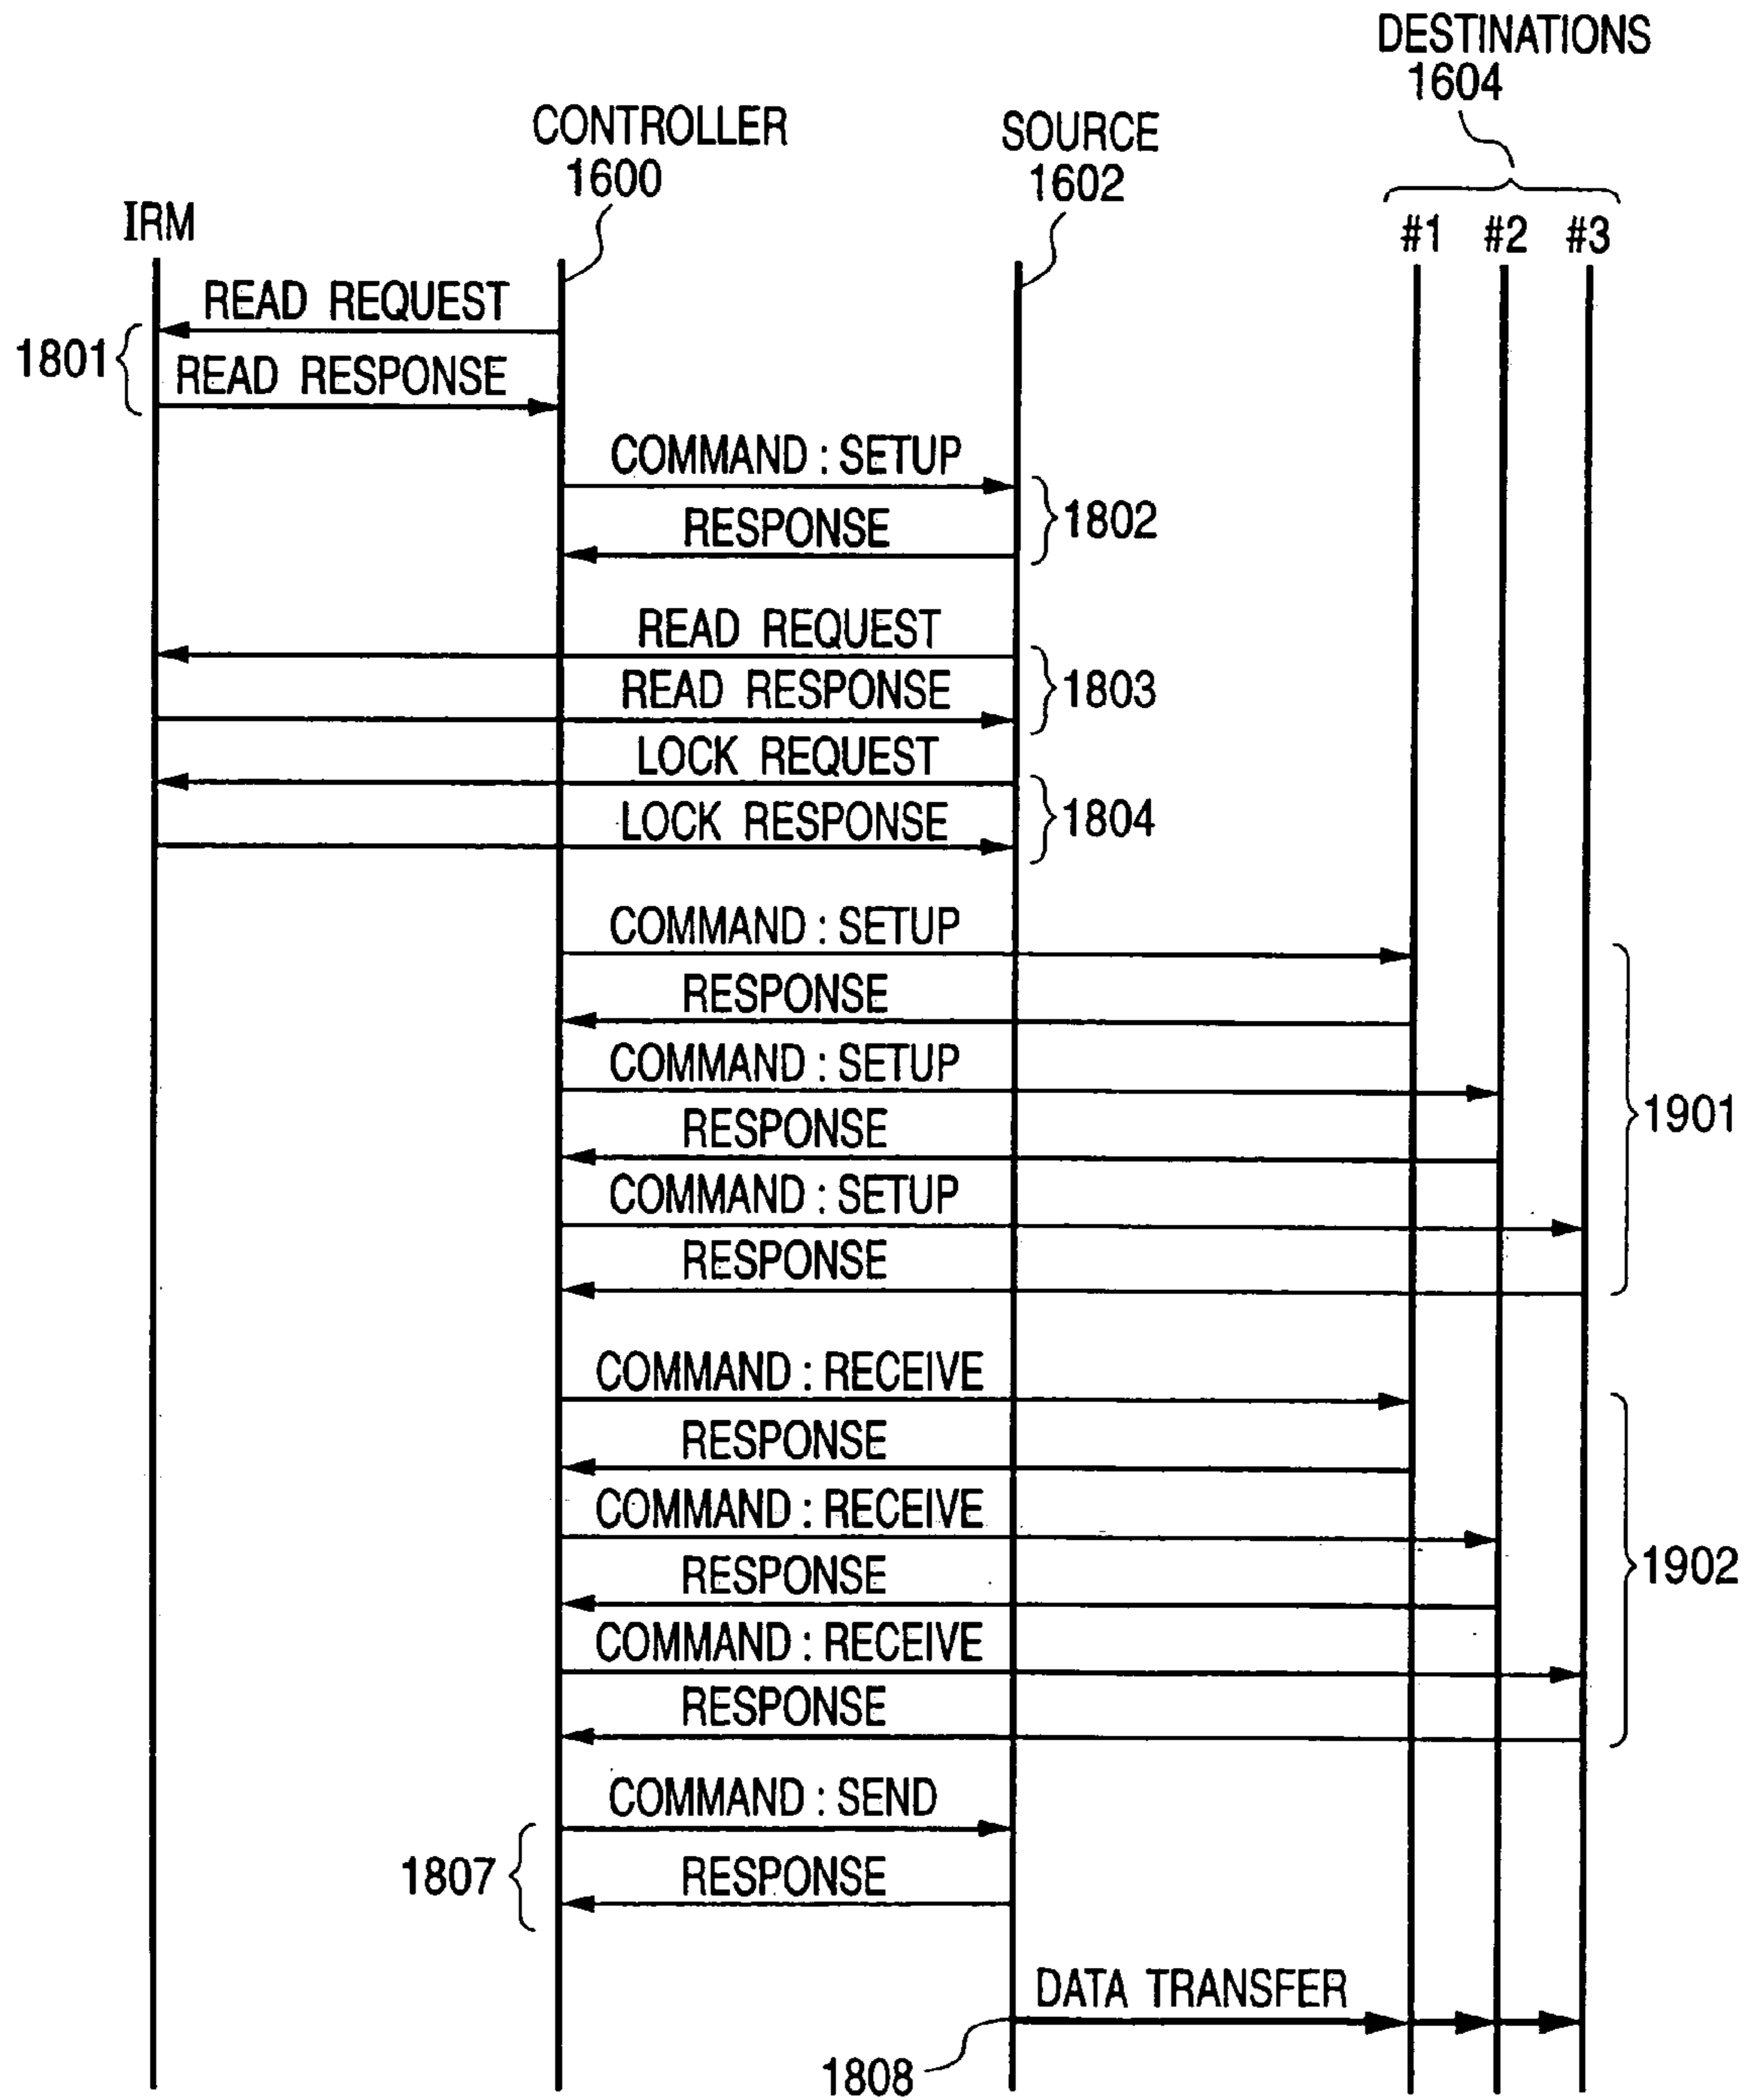 DESTINATIONS
1604
CONTROLLER
1600
SOURCE
1602
IRM
#1 #2 #3
READ REQUEST
1801
READ RESPONSE
COMMAND : SETUP
1802
RESPONSE
READ REQUEST
READ RESPONSE
1803
LOCK REQUEST
LOCK RESPONSE
1804
COMMAND : SETUP
RESPONSE
COMMAND : SETUP
RESPONSE
1901
COMMAND : SETUP
RESPONSE
COMMAND : RECEIVE
RESPONSE
COMMAND : RECEIVE
RESPONSE
1902
COMMAND : RECEIVE
RESPONSE
COMMAND : SEND
1807
RESPONSE
DATA TRANSFER
1808